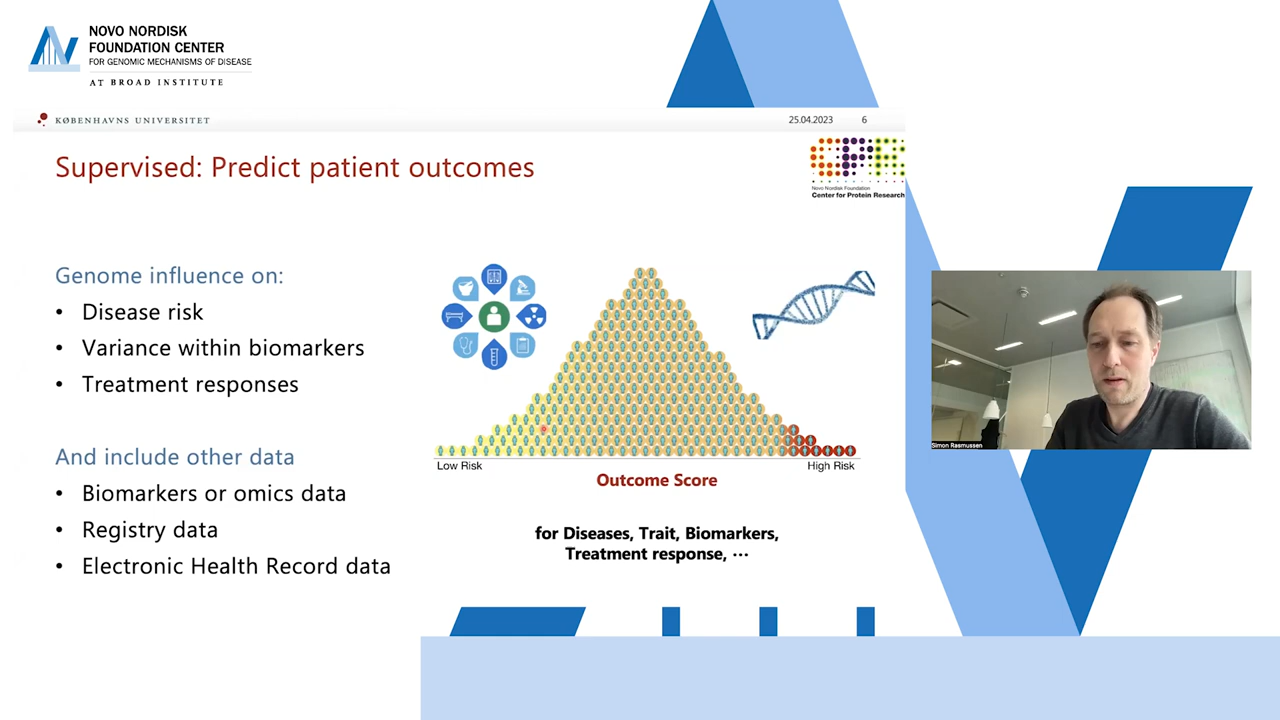 NOVO NORDISK
FOUNDATION CENTER
FOR GENOMIC MECHANISMS OF DISEASE
AT BROAD INSTITUTE
KØBENHAVNS UNIVERSITET
25.04.2023 6
Supervised: Predict patient outcomes
CPR
Novo Nordisk Foundation
Center for Protein Research
Genome influence on:
• Disease risk
• Variance within biomarkers
• Treatment responses
And include other data
• Biomarkers or omics data
• Registry data
• Electronic Health Record data
Low Risk
High Risk
Outcome Score
for Diseases, Trait, Biomarkers,
Treatment response, ···
Simon Rasmussen